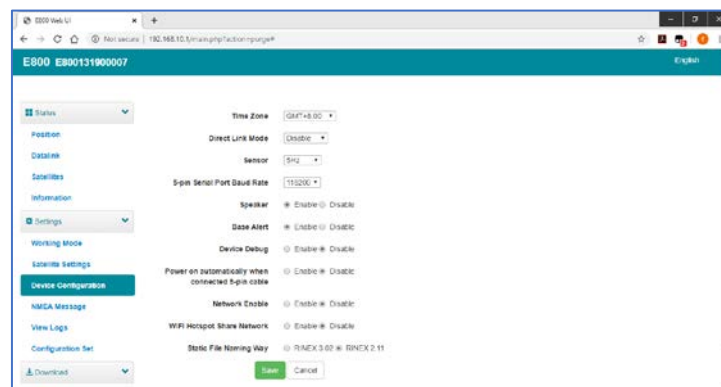 E800 Web UI
Not secure | 192.168.10.1/main.php?action=purge#
E800 E800131900007
English
Status
Position
Datalink
Satellites
Information
Settings
Working Mode
Satellite Settings
Device Configuration
NMEA Message
View Logs
Configuration Set
Download
Time Zone GMT+8:00
Direct Link Mode Disable
Sensor 5Hz
5-pin Serial Port Baud Rate 115200
Speaker Enable Disable
Base Alert Enable Disable
Device Debug Enable Disable
Power on automatically when
connected 5-pin cable Enable Disable
Network Enable Enable Disable
WiFi Hotspot Share Network Enable Disable
Static File Naming Way RINEX 3.02 RINEX 2.11
Save Cancel